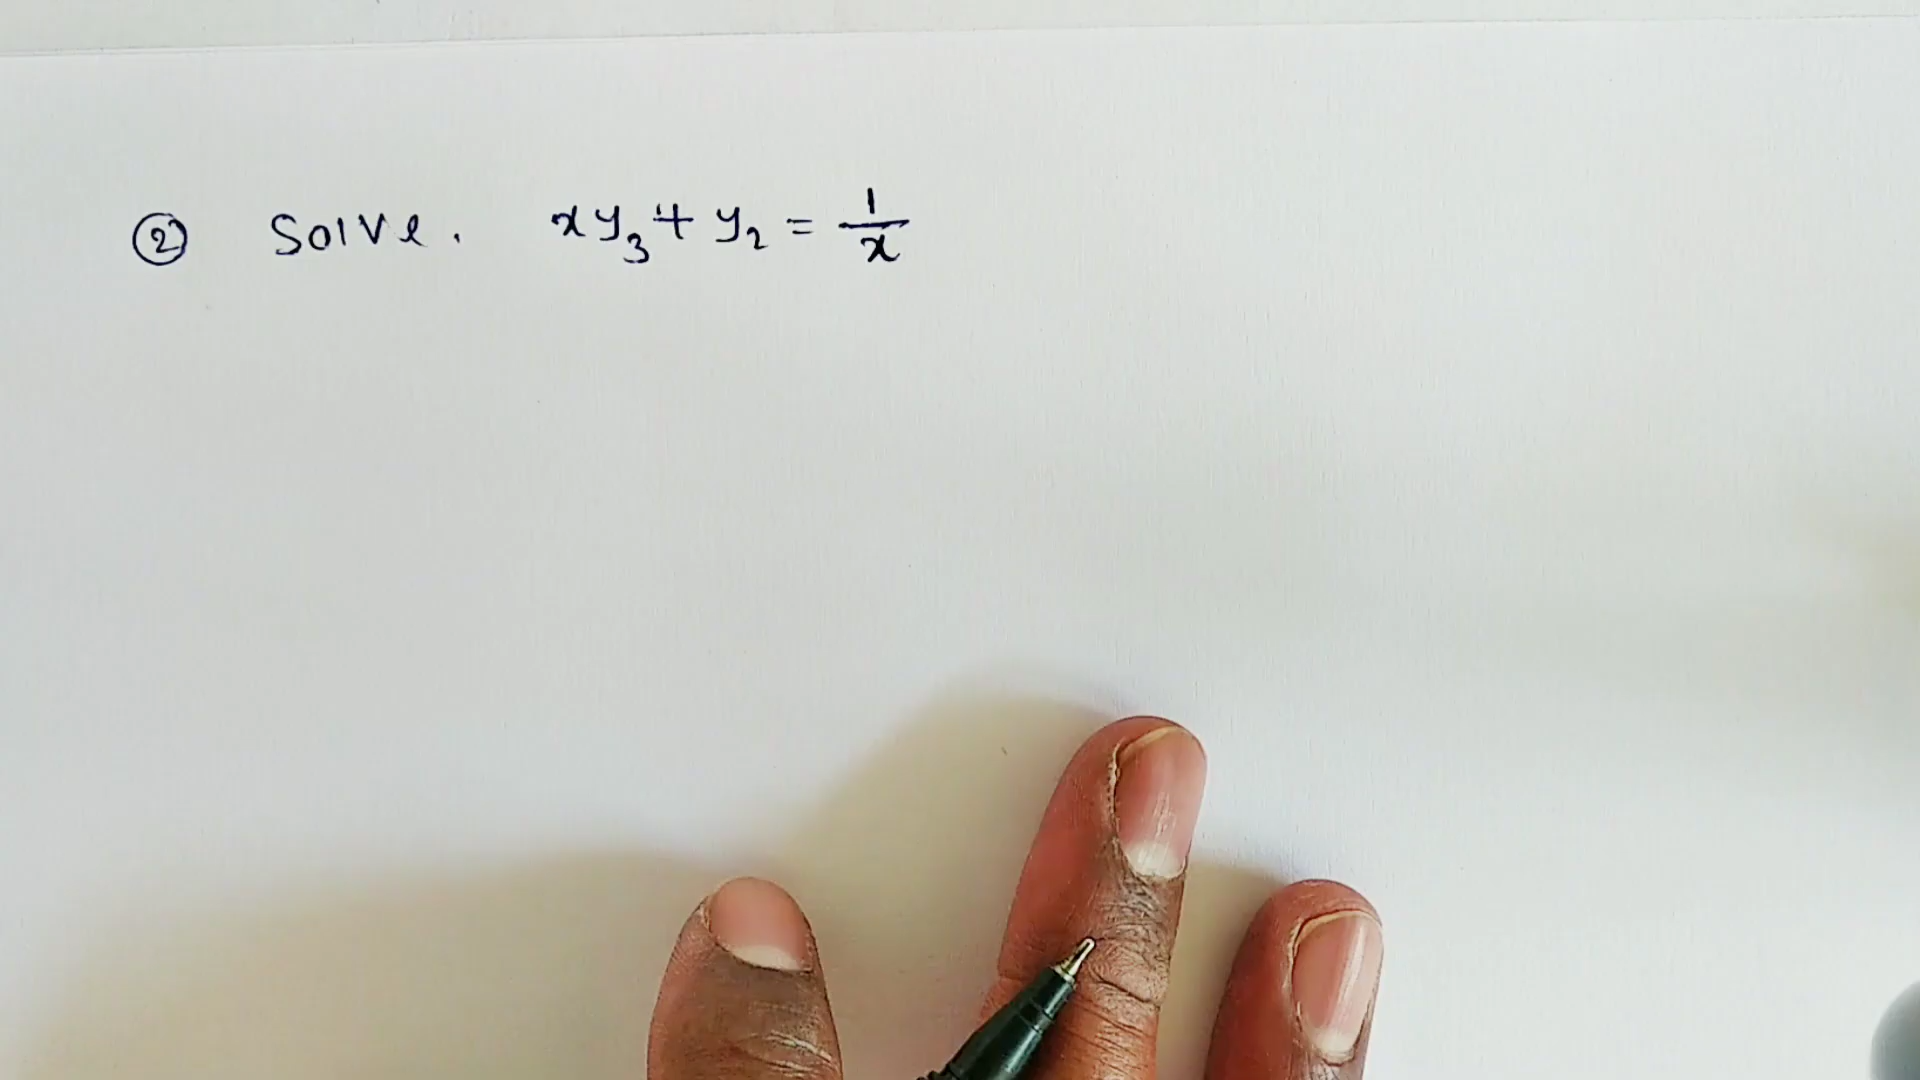 ② Solve. xy₃ + y₂ = 1/x